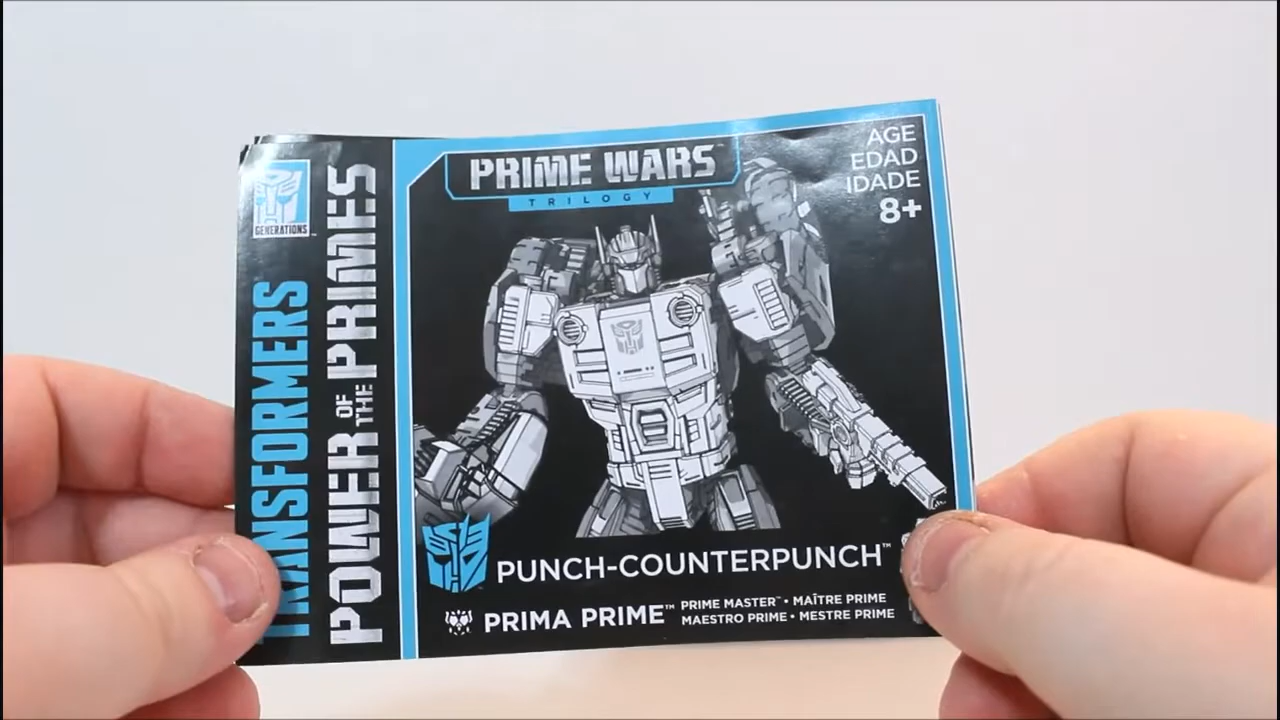 GENERATIONS
TRANSFORMERS
POWER OF THE PRIMES
PRIME WARS™
TRILOGY
AGE
EDAD
IDADE
8+
PUNCH-COUNTERPUNCH™
PRIMA PRIME™
PRIME MASTER™ • MAÎTRE PRIME
MAESTRO PRIME • MESTRE PRIME